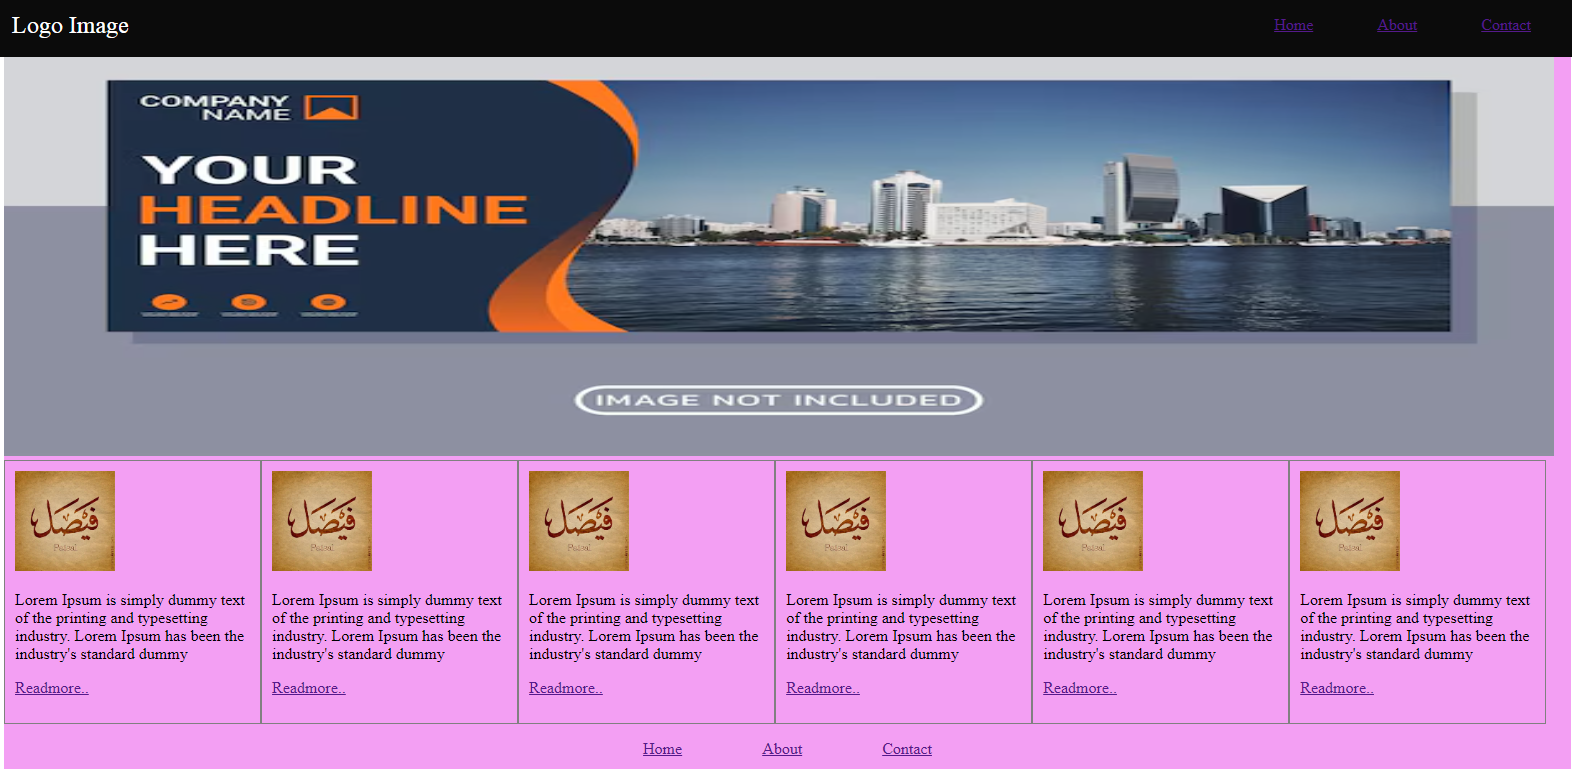 Logo Image
Home About Contact
COMPANY
NAME
YOUR
HEADLINE
HERE
IMAGE NOT INCLUDED
فَيْصَل
Faisal
Lorem Ipsum is simply dummy text
of the printing and typesetting
industry. Lorem Ipsum has been the
industry's standard dummy
Readmore..
فَيْصَل
Faisal
Lorem Ipsum is simply dummy text
of the printing and typesetting
industry. Lorem Ipsum has been the
industry's standard dummy
Readmore..
فَيْصَل
Faisal
Lorem Ipsum is simply dummy text
of the printing and typesetting
industry. Lorem Ipsum has been the
industry's standard dummy
Readmore..
فَيْصَل
Faisal
Lorem Ipsum is simply dummy text
of the printing and typesetting
industry. Lorem Ipsum has been the
industry's standard dummy
Readmore..
فَيْصَل
Faisal
Lorem Ipsum is simply dummy text
of the printing and typesetting
industry. Lorem Ipsum has been the
industry's standard dummy
Readmore..
فَيْصَل
Faisal
Lorem Ipsum is simply dummy text
of the printing and typesetting
industry. Lorem Ipsum has been the
industry's standard dummy
Readmore..
Home About Contact